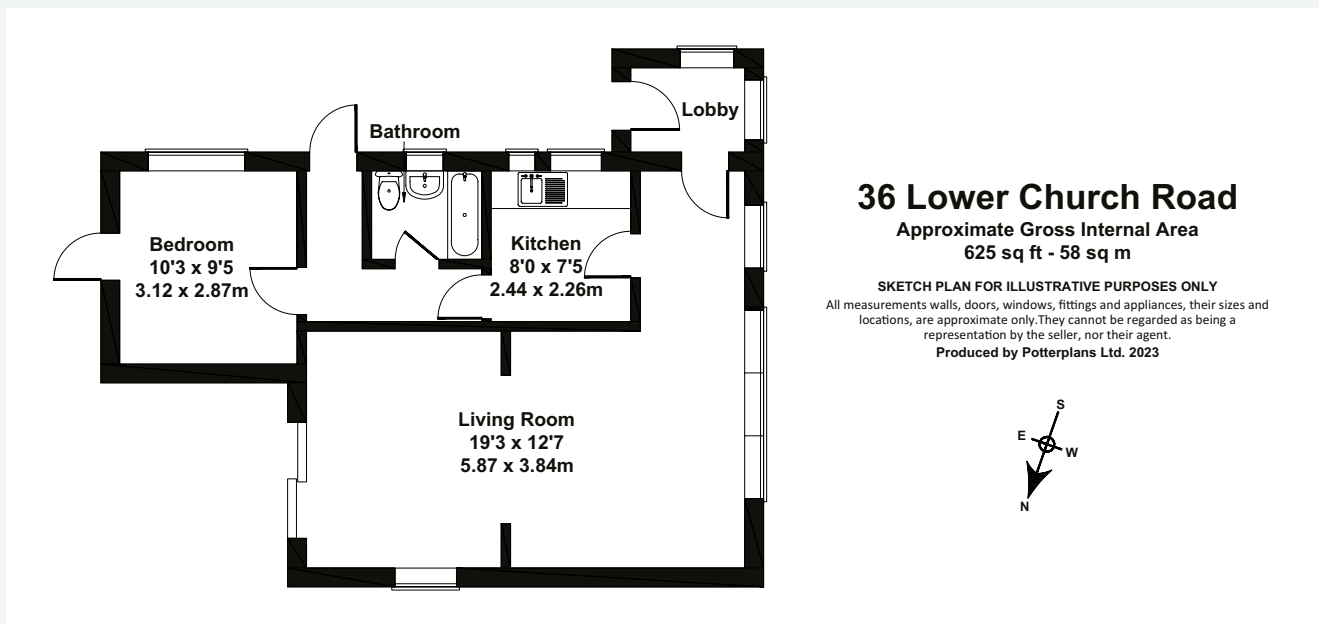 Lobby
Bathroom
Bedroom
10'3 x 9'5
3.12 x 2.87m
Kitchen
8'0 x 7'5
2.44 x 2.26m
Living Room
19'3 x 12'7
5.87 x 3.84m
36 Lower Church Road
Approximate Gross Internal Area
625 sq ft - 58 sq m
SKETCH PLAN FOR ILLUSTRATIVE PURPOSES ONLY
All measurements walls, doors, windows, fittings and appliances, their sizes and
locations, are approximate only.They cannot be regarded as being a
representation by the seller, nor their agent.
Produced by Potterplans Ltd. 2023
S
E
W
N